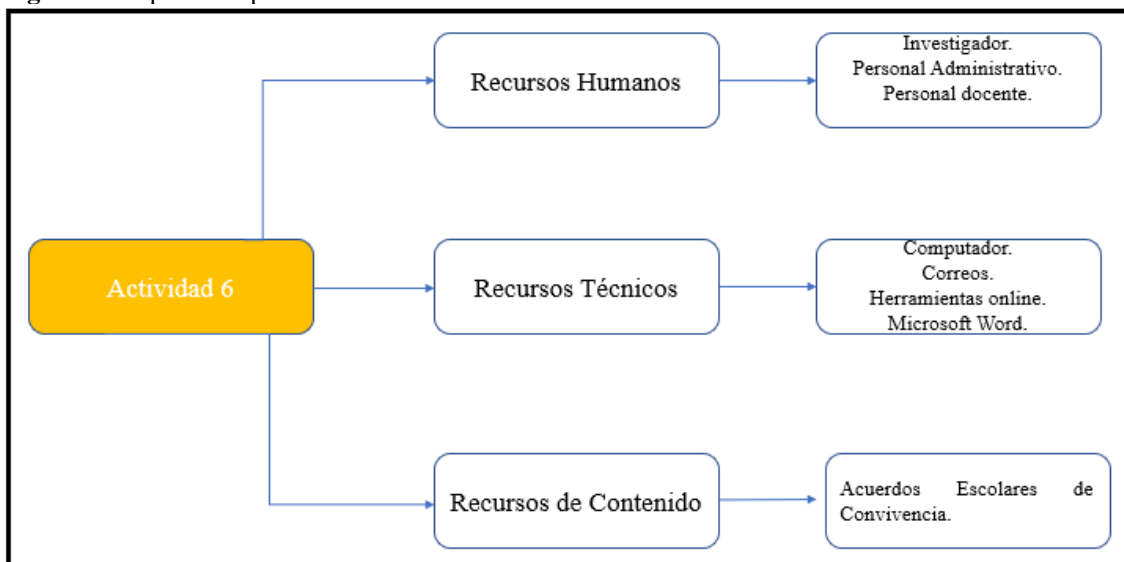 Recursos Humanos
Investigador.
Personal Administrativo.
Personal docente.
Actividad 6
Recursos Técnicos
Computador.
Correos.
Herramientas online.
Microsoft Word.
Recursos de Contenido
Acuerdos Escolares de
Convivencia.